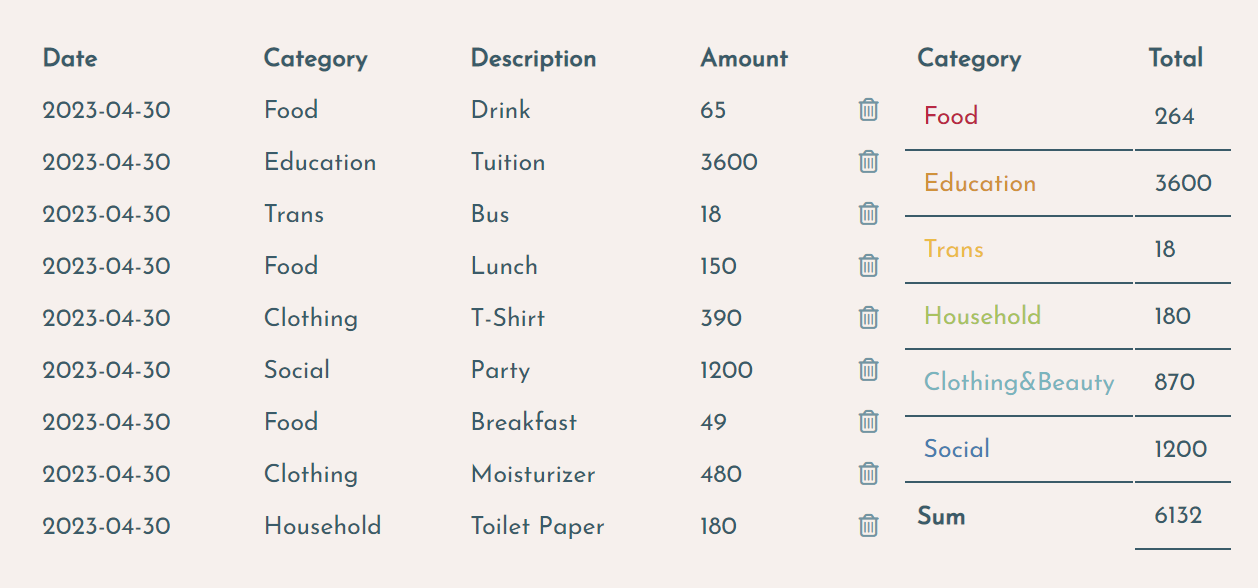 Date Category Description Amount
2023-04-30 Food Drink 65
2023-04-30 Education Tuition 3600
2023-04-30 Trans Bus 18
2023-04-30 Food Lunch 150
2023-04-30 Clothing T-Shirt 390
2023-04-30 Social Party 1200
2023-04-30 Food Breakfast 49
2023-04-30 Clothing Moisturizer 480
2023-04-30 Household Toilet Paper 180
Category Total
Food 264
Education 3600
Trans 18
Household 180
Clothing&Beauty 870
Social 1200
Sum 6132